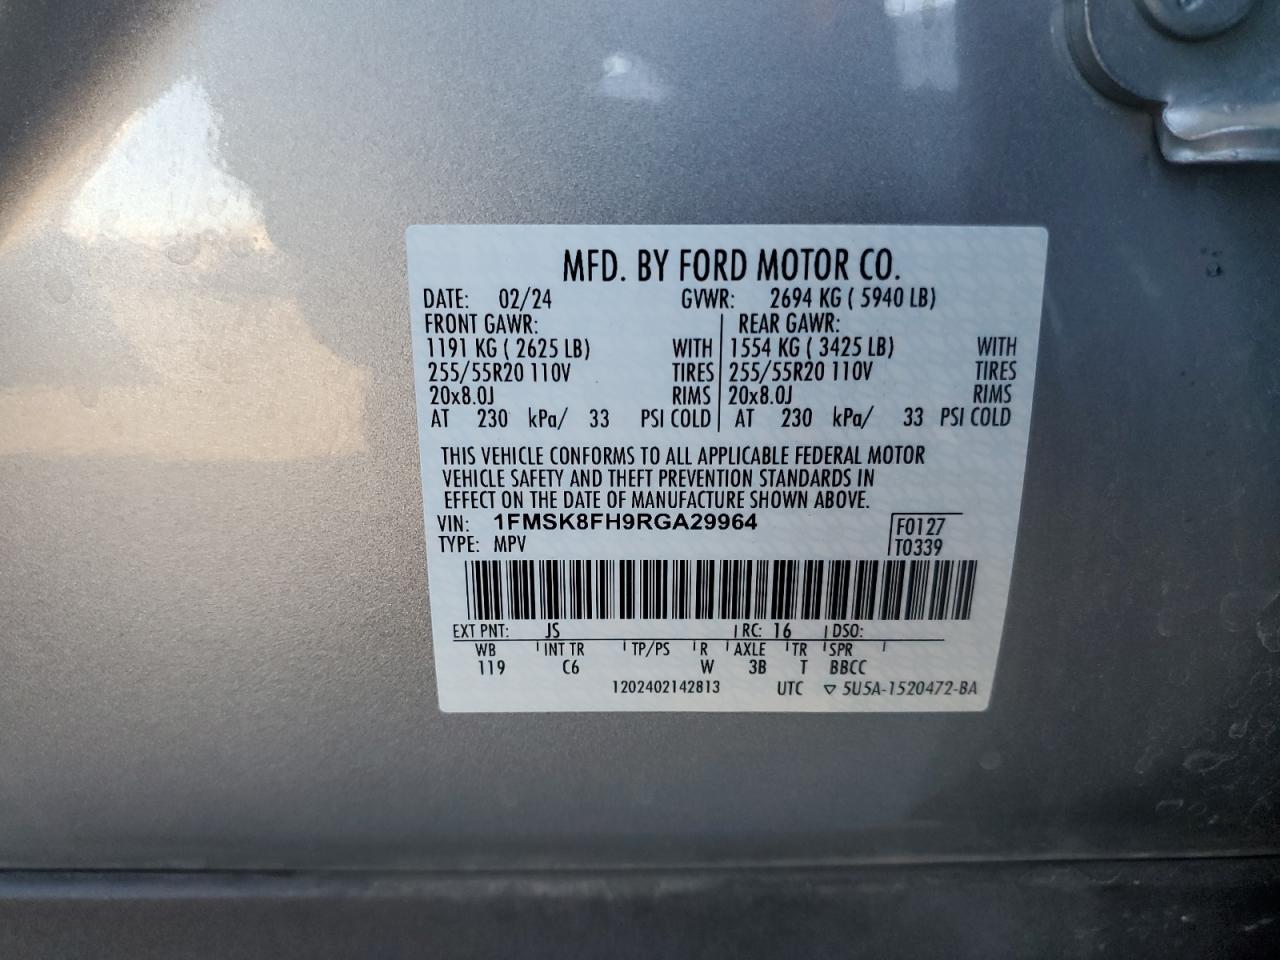 MFD. BY FORD MOTOR CO.
DATE: 02/24 GVWR: 2694 KG ( 5940 LB)
FRONT GAWR: REAR GAWR:
1191 KG ( 2625 LB) WITH 1554 KG ( 3425 LB) WITH
255/55R20 110V TIRES 255/55R20 110V TIRES
20x8.0J RIMS 20x8.0J RIMS
AT 230 kPa/ 33 PSI COLD AT 230 kPa/ 33 PSI COLD
THIS VEHICLE CONFORMS TO ALL APPLICABLE FEDERAL MOTOR
VEHICLE SAFETY AND THEFT PREVENTION STANDARDS IN
EFFECT ON THE DATE OF MANUFACTURE SHOWN ABOVE.
VIN: 1FMSK8FH9RGA29964 F0127
TYPE: MPV T0339
EXT PNT: JS RC: 16 DSO:
WB INT TR TP/PS R AXLE TR SPR
119 C6 W 3B T BBCC
1202402142813 UTC ▽ 5U5A-1520472-BA